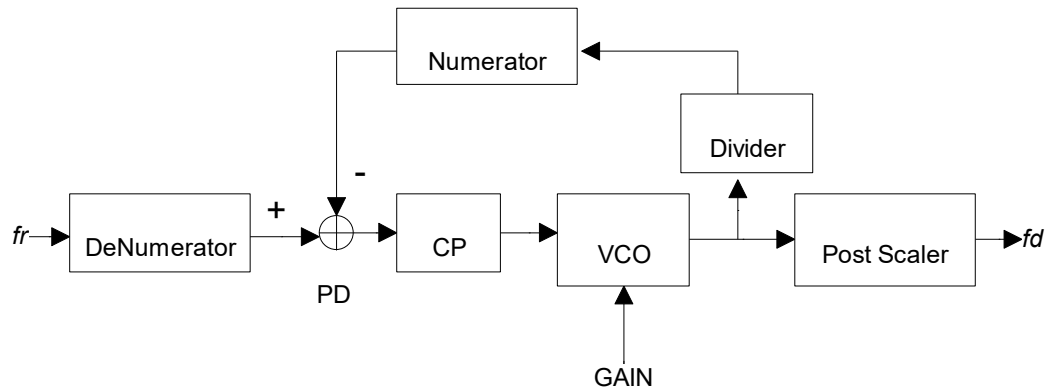 Numerator
Divider
-
+
fr
DeNumerator
CP
VCO
Post Scaler
fd
PD
GAIN